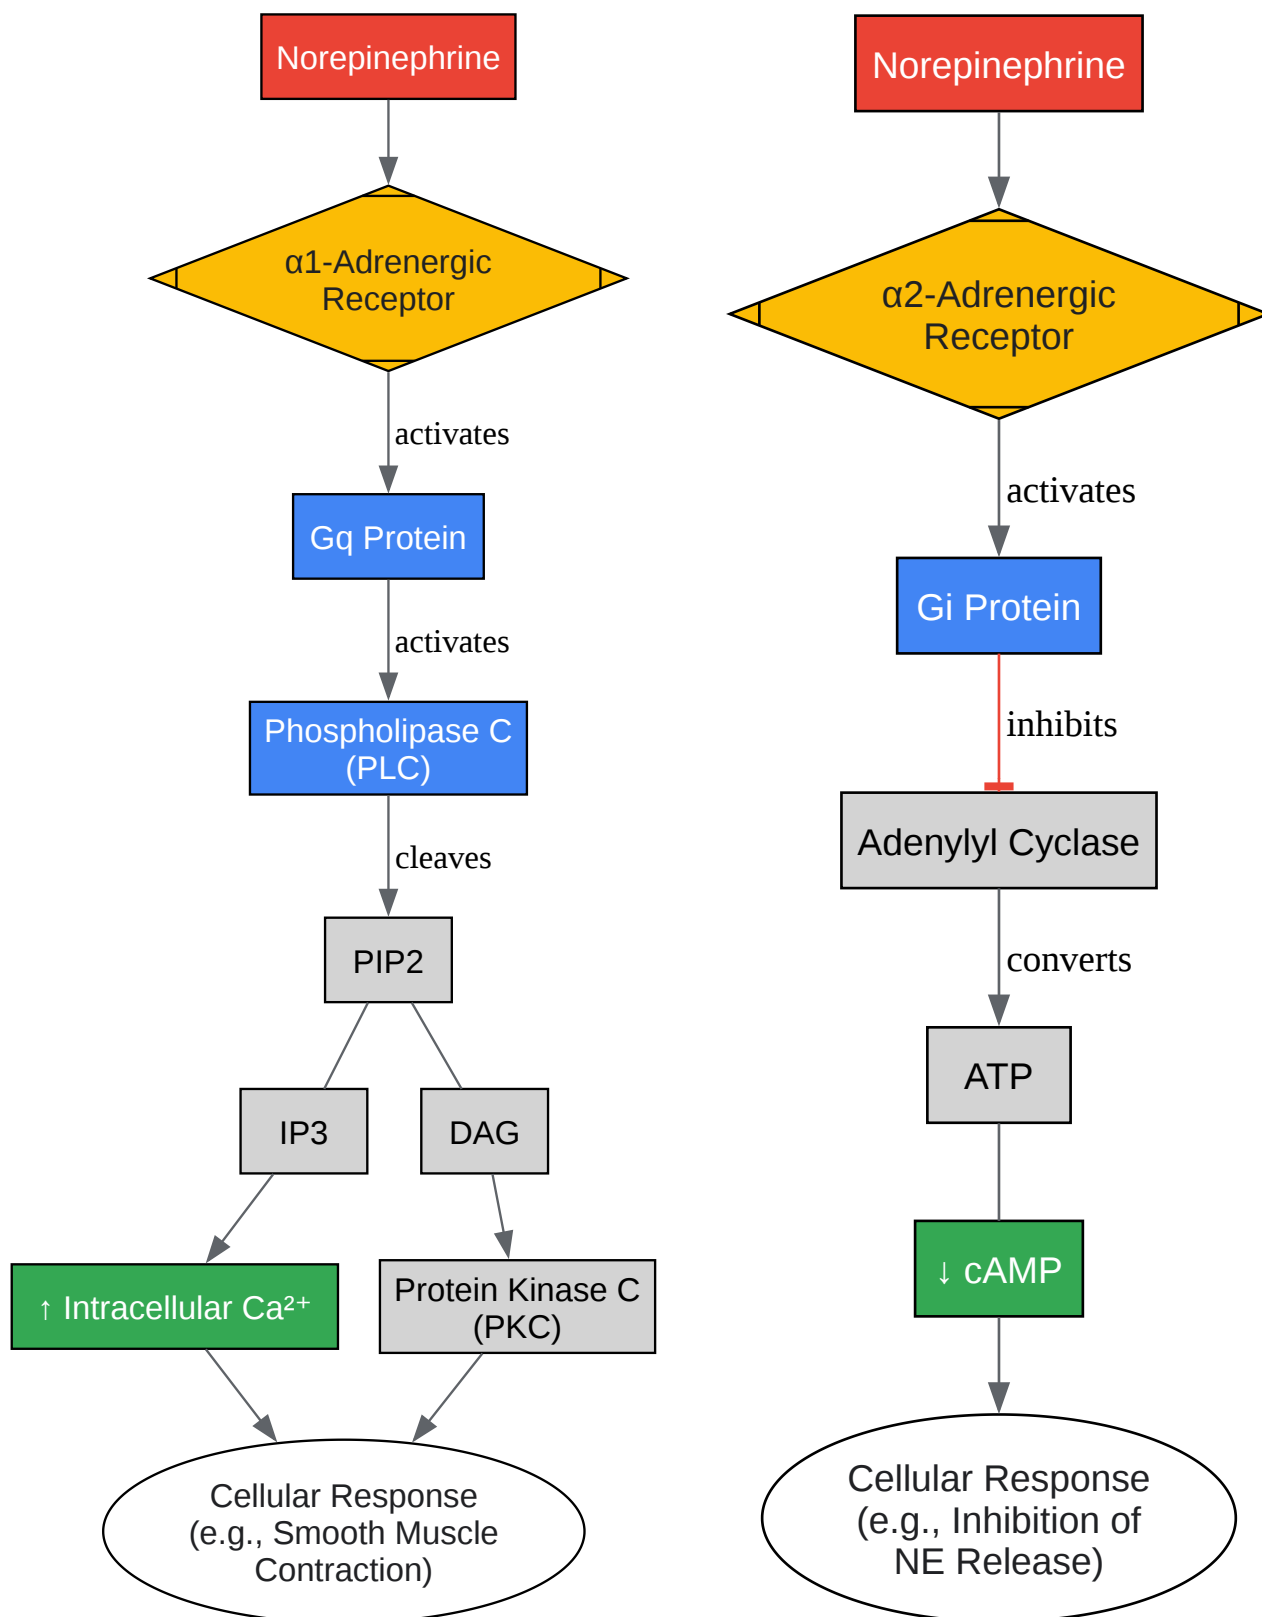 Norepinephrine
α1-Adrenergic
Receptor
activates
Gq Protein
activates
Phospholipase C
(PLC)
cleaves
PIP2
IP3
DAG
↑ Intracellular Ca²⁺
Protein Kinase C
(PKC)
Cellular Response
(e.g., Smooth Muscle
Contraction)
Norepinephrine
α2-Adrenergic
Receptor
activates
Gi Protein
inhibits
Adenylyl Cyclase
converts
ATP
↓ cAMP
Cellular Response
(e.g., Inhibition of
NE Release)